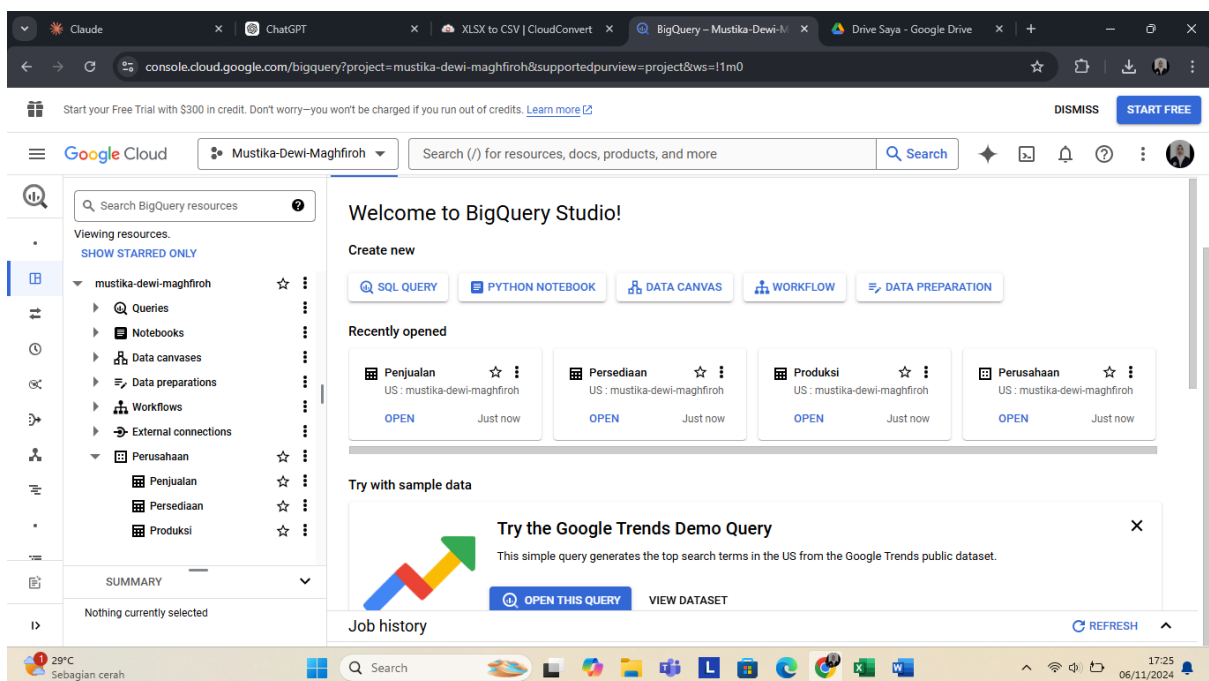 Claude
ChatGPT
XLSX to CSV | CloudConvert
BigQuery – Mustika-Dewi-M
Drive Saya - Google Drive
console.cloud.google.com/bigquery?project=mustika-dewi-maghfiroh&supportedpurview=project&ws=!1m0
Start your Free Trial with $300 in credit. Don't worry—you won't be charged if you run out of credits. Learn more
DISMISS
START FREE
Google Cloud
Mustika-Dewi-Maghfiroh
Search (/) for resources, docs, products, and more
Search
Search BigQuery resources
Viewing resources.
SHOW STARRED ONLY
mustika-dewi-maghfiroh
Queries
Notebooks
Data canvases
Data preparations
Workflows
External connections
Perusahaan
Penjualan
Persediaan
Produksi
SUMMARY
Nothing currently selected
Welcome to BigQuery Studio!
Create new
SQL QUERY
PYTHON NOTEBOOK
DATA CANVAS
WORKFLOW
DATA PREPARATION
Recently opened
Penjualan
US : mustika-dewi-maghfiroh
OPEN
Just now
Persediaan
US : mustika-dewi-maghfiroh
OPEN
Just now
Produksi
US : mustika-dewi-maghfiroh
OPEN
Just now
Perusahaan
US : mustika-dewi-maghfiroh
OPEN
Just now
Try with sample data
Try the Google Trends Demo Query
This simple query generates the top search terms in the US from the Google Trends public dataset.
OPEN THIS QUERY
VIEW DATASET
Job history
REFRESH
1
29°C
Sebagian cerah
Search
L
17:25
06/11/2024